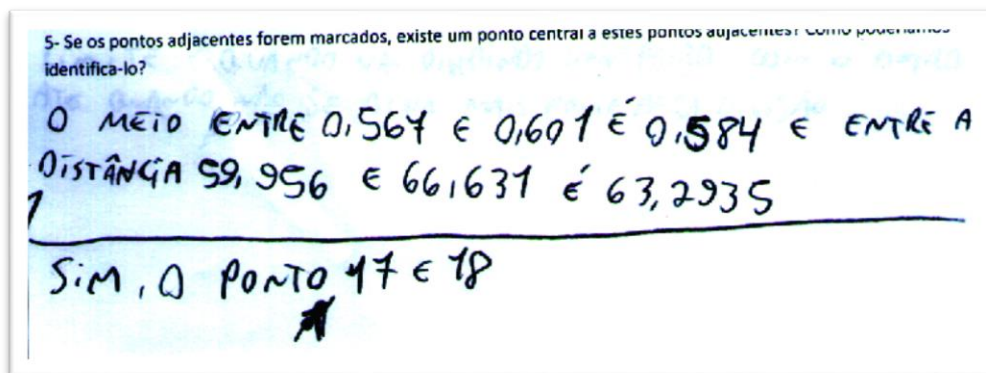 5- Se os pontos adjacentes forem marcados, existe um ponto central a estes pontos adjacentes? Como poderíamos
identifica-lo?
O MEIO ENTRE 0,567 E 0,601 É 0,584 E ENTRE A
DISTÂNCIA 59,956 E 66,631 É 63,2935
SIM, O PONTO 17 E 18